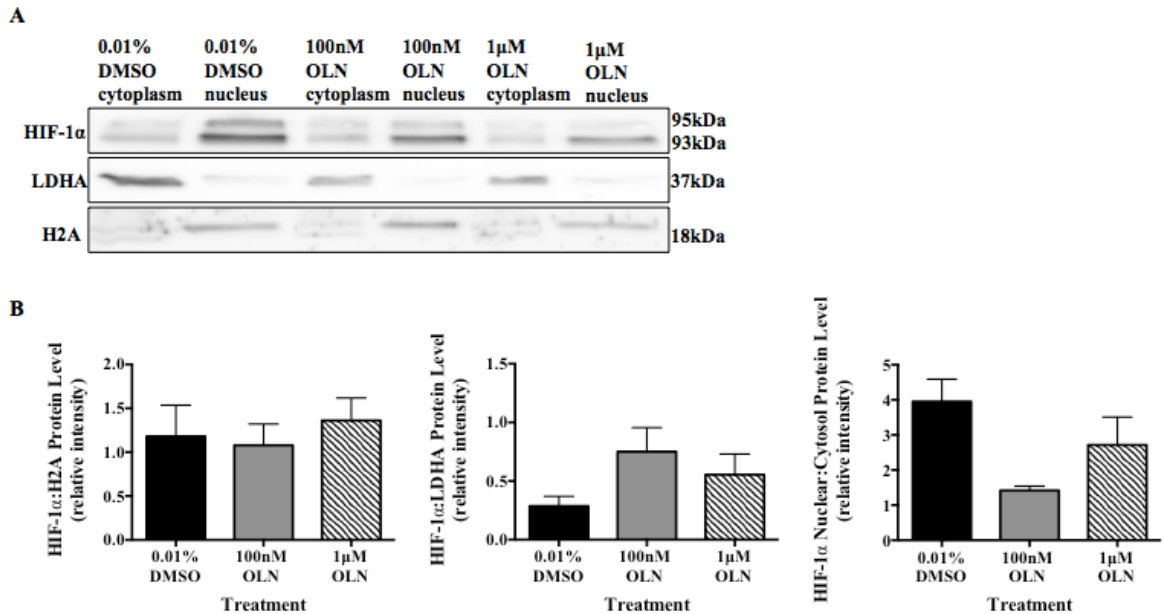 A
0.01% DMSO cytoplasm
0.01% DMSO nucleus
100nM OLN cytoplasm
100nM OLN nucleus
1µM OLN cytoplasm
1µM OLN nucleus
HIF-1α
95kDa
93kDa
LDHA
37kDa
H2A
18kDa
B
HIF-1α:H2A Protein Level
(relative intensity)
2.0
1.5
1.0
0.5
0.0
0.01% DMSO
100nM OLN
1µM OLN
Treatment
HIF-1α:LDHA Protein Level
(relative intensity)
1.5
1.0
0.5
0.0
0.01% DMSO
100nM OLN
1µM OLN
Treatment
HIF-1α Nuclear:Cytosol Protein Level
(relative intensity)
5
4
3
2
1
0
0.01% DMSO
100nM OLN
1µM OLN
Treatment